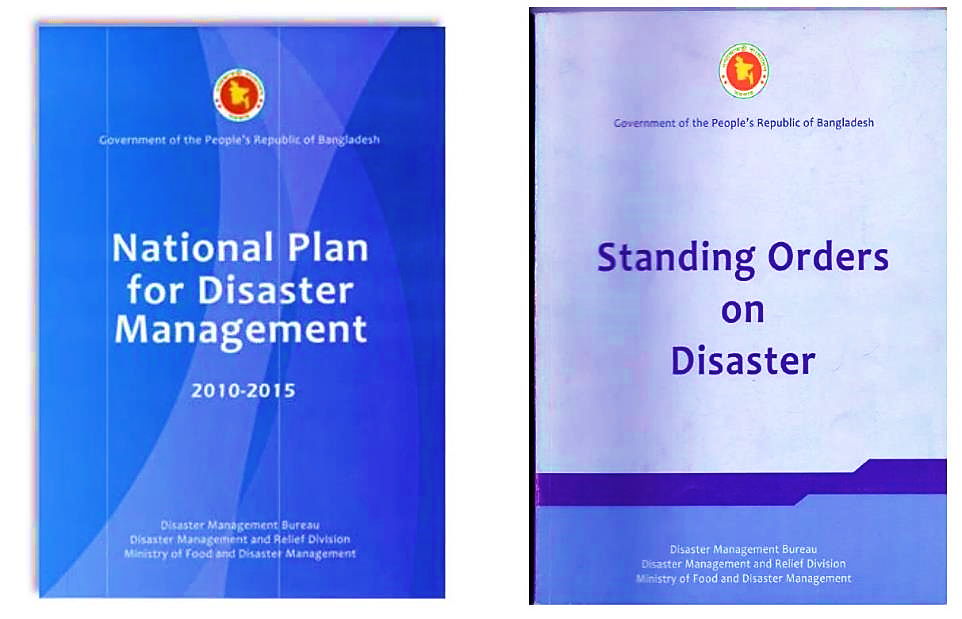 Government of the People's Republic of Bangladesh
National Plan
for Disaster
Management
2010-2015
Disaster Management Bureau
Disaster Management and Relief Division
Ministry of Food and Disaster Management
Government of the People's Republic of Bangladesh
Standing Orders
on
Disaster
Disaster Management Bureau
Disaster Management and Relief Division
Ministry of Food and Disaster Management